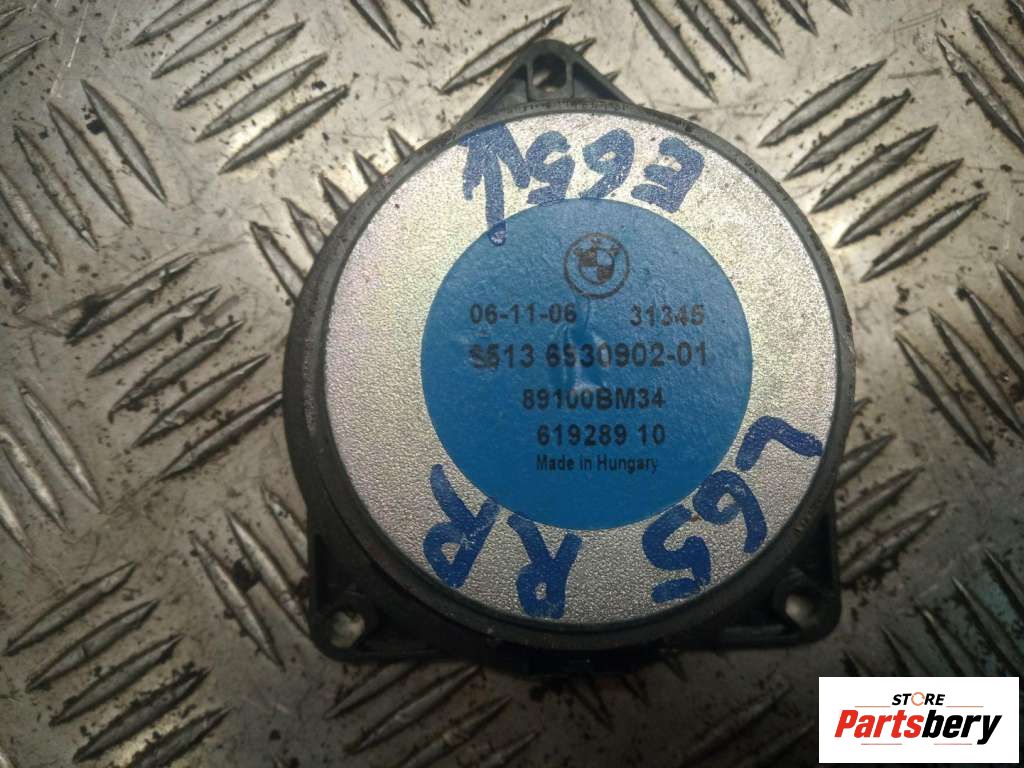 E65
06-11-06 31345
6513 6930902-01
89100BM34
619289 10
Made in Hungary
L65 RR
STORE
Partsbery